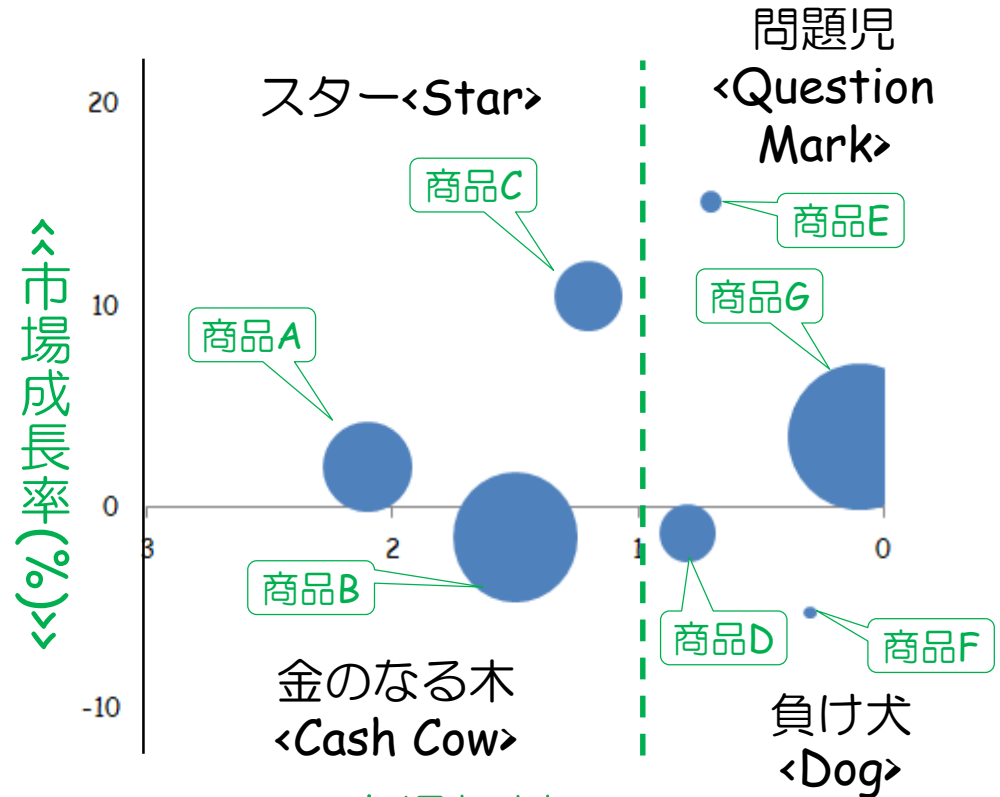 問題児
<Question
Mark>
スター<Star>
20
商品C
商品E
<<市場成長率(%)>>
10
商品G
商品A
0
3
2
1
0
商品B
商品D
商品F
金のなる木
<Cash Cow>
-10
負け犬
<Dog>